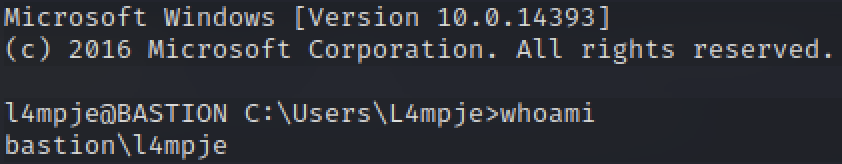 Microsoft Windows [Version 10.0.14393]
(c) 2016 Microsoft Corporation. All rights reserved.
l4mpje@BASTION C:\Users\L4mpje>whoami
bastion\l4mpje